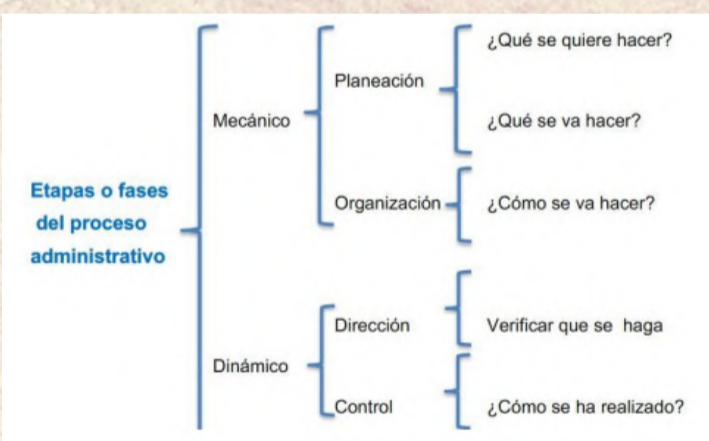 Etapas o fases
del proceso
administrativo
Mecánico
Planeación
¿Qué se quiere hacer?
¿Qué se va hacer?
Organización
¿Cómo se va hacer?
Dinámico
Dirección
Verificar que se haga
Control
¿Cómo se ha realizado?